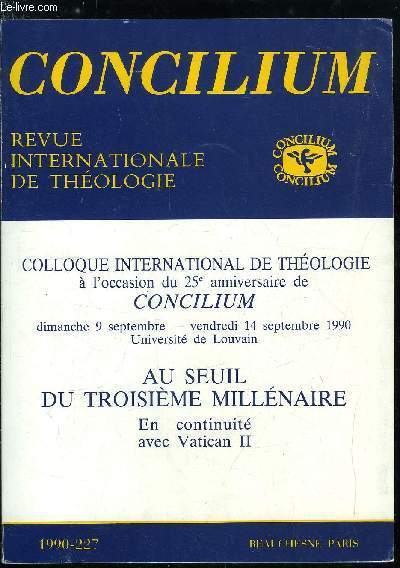 Le-livre.com
CONCILIUM
REVUE
INTERNATIONALE
DE THÉOLOGIE
CONCILIUM
CONCILIUM
COLLOQUE INTERNATIONAL DE THÉOLOGIE
à l'occasion du 25e anniversaire de
CONCILIUM
dimanche 9 septembre – vendredi 14 septembre 1990
Université de Louvain
AU SEUIL
DU TROISIÈME MILLÉNAIRE
En continuité
avec Vatican II
1990-227
BEAUCHESNE PARIS